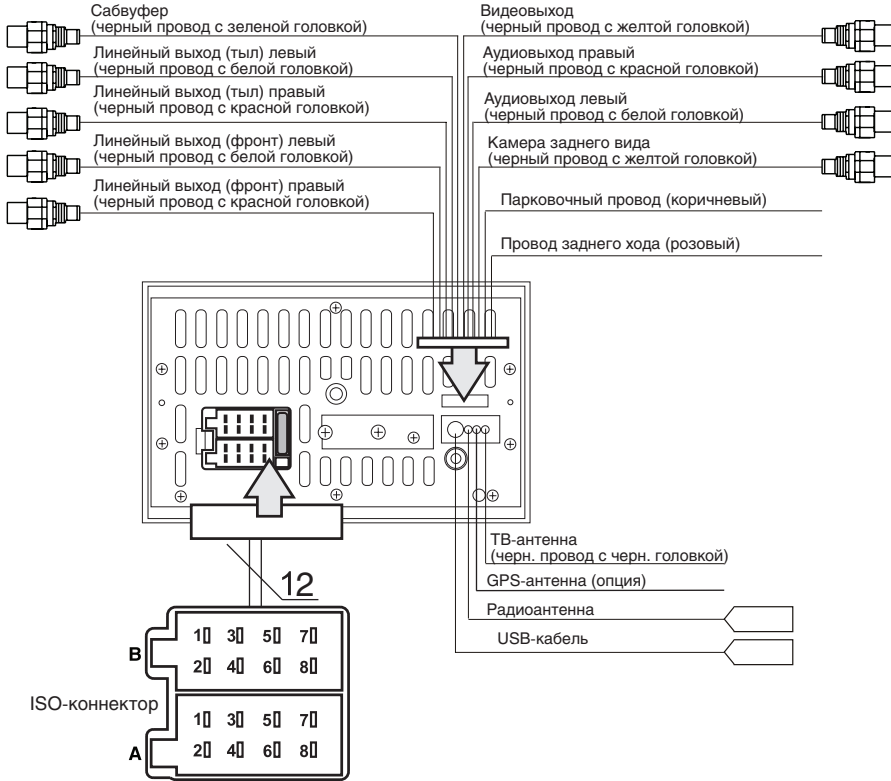 Сабвуфер
(черный провод с зеленой головкой)
Линейный выход (тыл) левый
(черный провод с белой головкой)
Линейный выход (тыл) правый
(черный провод с красной головкой)
Линейный выход (фронт) левый
(черный провод с белой головкой)
Линейный выход (фронт) правый
(черный провод с красной головкой)
Видеовыход
(черный провод с желтой головкой)
Аудиовыход правый
(черный провод с красной головкой)
Аудиовыход левый
(черный провод с белой головкой)
Камера заднего вида
(черный провод с желтой головкой)
Парковочный провод (коричневый)
Провод заднего хода (розовый)
ТВ-антенна
(черн. провод с черн. головкой)
GPS-антенна (опция)
Радиоантенна
USB-кабель
12
B
1 3 5 7
2 4 6 8
ISO-коннектор
A
1 3 5 7
2 4 6 8